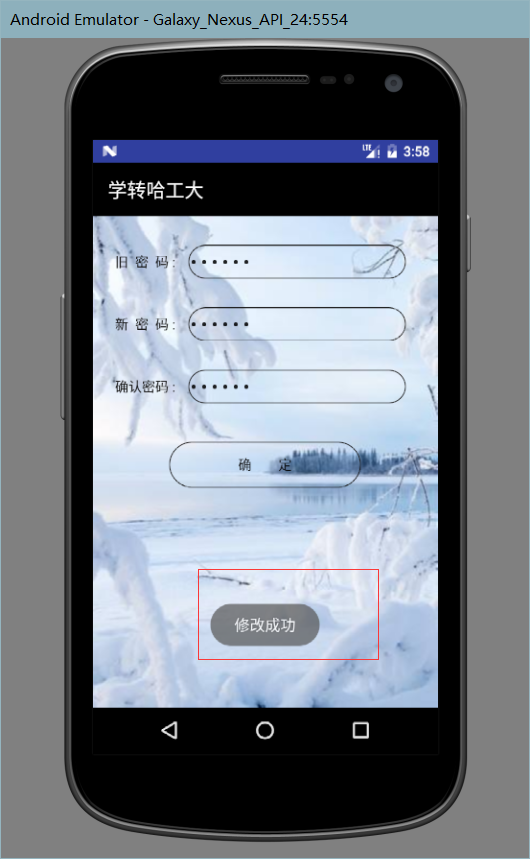 Android Emulator - Galaxy_Nexus_API_24:5554
LTE 3:58
学转哈工大
旧 密 码：
新 密 码：
确认密码：
确 定
修改成功